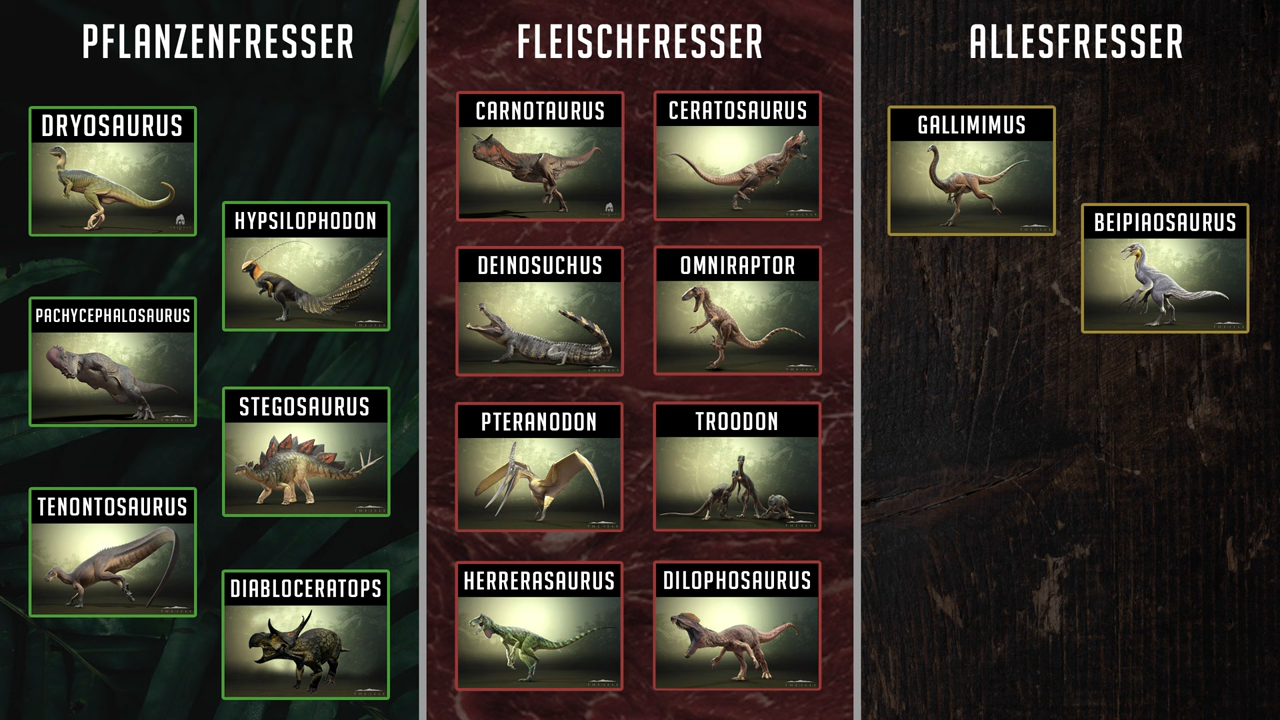 PFLANZENFRESSER
DRYOSAURUS
HYPSILOPHODON
PACHYCEPHALOSAURUS
STEGOSAURUS
TENONTOSAURUS
DIABLOCERATOPS
FLEISCHFRESSER
CARNOTAURUS
CERATOSAURUS
DEINOSUCHUS
OMNIRAPTOR
PTERANODON
TROODON
HERRERASAURUS
DILOPHOSAURUS
ALLESFRESSER
GALLIMIMUS
BEIPIAOSAURUS